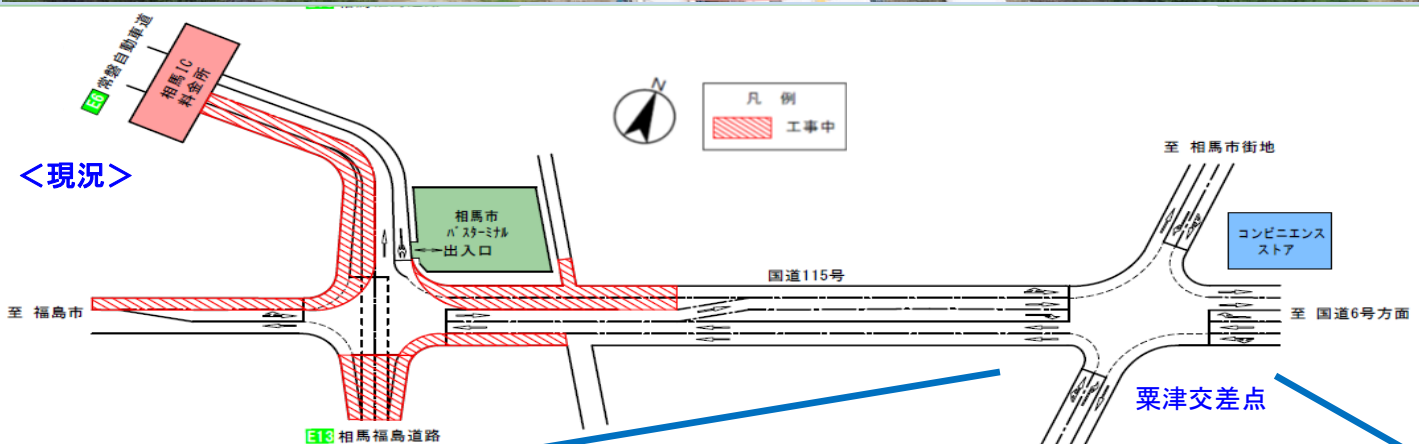 E6 常磐自動車道
相馬IC
料金所
<現況>
N
凡 例
工事中
至 相馬市街地
相馬市
バスターミナル
出入口
コンビニエンス
ストア
国道115号
至 福島市
至 国道6号方面
粟津交差点
E13 相馬福島道路